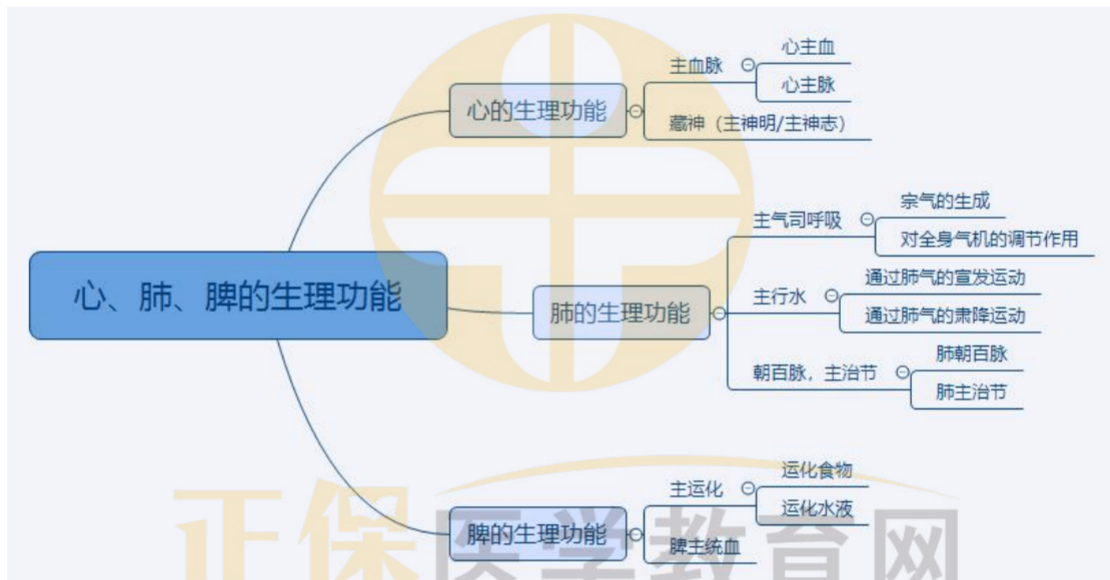 心、肺、脾的生理功能
心的生理功能
主血脉
心主血
心主脉
藏神（主神明/主神志）
肺的生理功能
主气司呼吸
宗气的生成
对全身气机的调节作用
主行水
通过肺气的宣发运动
通过肺气的肃降运动
朝百脉，主治节
肺朝百脉
肺主治节
脾的生理功能
主运化
运化食物
运化水液
脾主统血
正保医学教育网